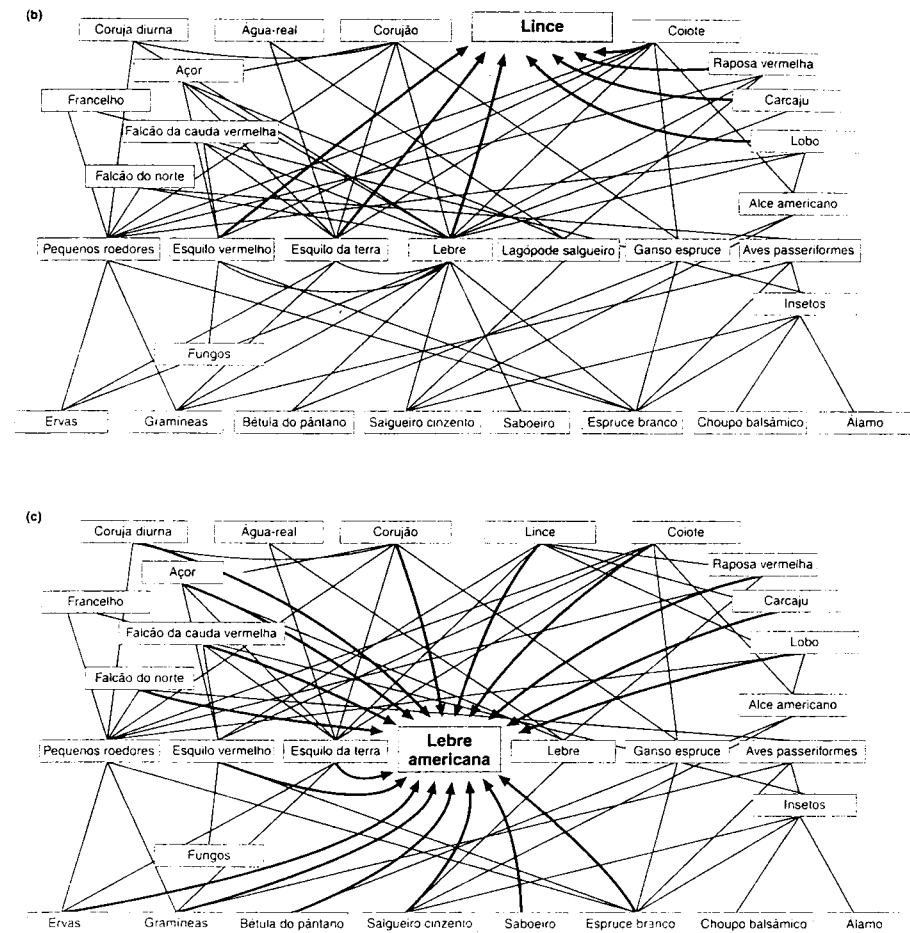 (b)
Coruja diurna
Água-real
Corujão
Lince
Coiote
Açor
Raposa vermelha
Francelho
Carcaju
Falcão da cauda vermelha
Lobo
Falcão do norte
Alce americano
Pequenos roedores
Esquilo vermelho
Esquilo da terra
Lebre
Lagópode salgueiro
Ganso espruce
Aves passeriformes
Insetos
Fungos
Ervas
Gramíneas
Bétula do pântano
Salgueiro cinzento
Saboeiro
Espruce branco
Choupo balsâmico
Álamo
(c)
Coruja diurna
Água-real
Corujão
Lince
Coiote
Açor
Raposa vermelha
Francelho
Carcaju
Falcão da cauda vermelha
Lobo
Falcão do norte
Alce americano
Pequenos roedores
Esquilo vermelho
Esquilo da terra
Lebre
americana
Lebre
Ganso espruce
Aves passeriformes
Insetos
Fungos
Ervas
Gramíneas
Bétula do pântano
Salgueiro cinzento
Saboeiro
Espruce branco
Choupo balsâmico
Álamo